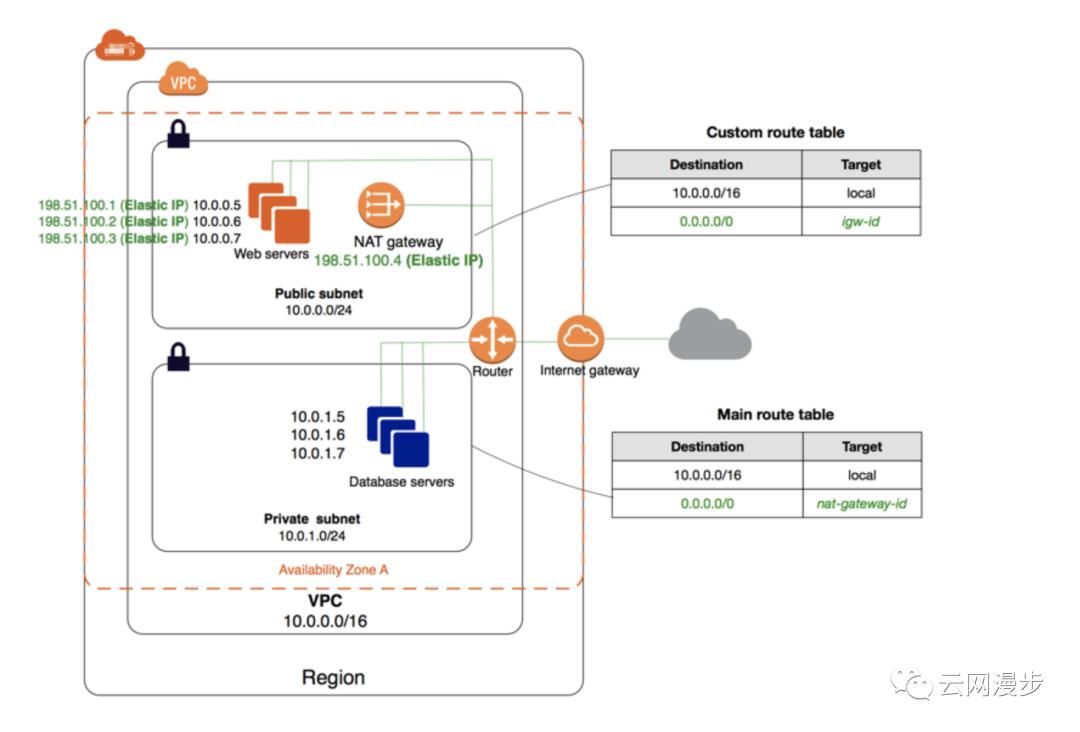 VPC
Custom route table
Destination Target
10.0.0.0/16 local
0.0.0.0/0 igw-id
198.51.100.1 (Elastic IP) 10.0.0.5
198.51.100.2 (Elastic IP) 10.0.0.6
198.51.100.3 (Elastic IP) 10.0.0.7
Web servers
NAT gateway
198.51.100.4 (Elastic IP)
Public subnet
10.0.0.0/24
Router
Internet gateway
10.0.1.5
10.0.1.6
10.0.1.7
Database servers
Private subnet
10.0.1.0/24
Main route table
Destination Target
10.0.0.0/16 local
0.0.0.0/0 nat-gateway-id
Availability Zone A
VPC
10.0.0.0/16
Region
云网漫步